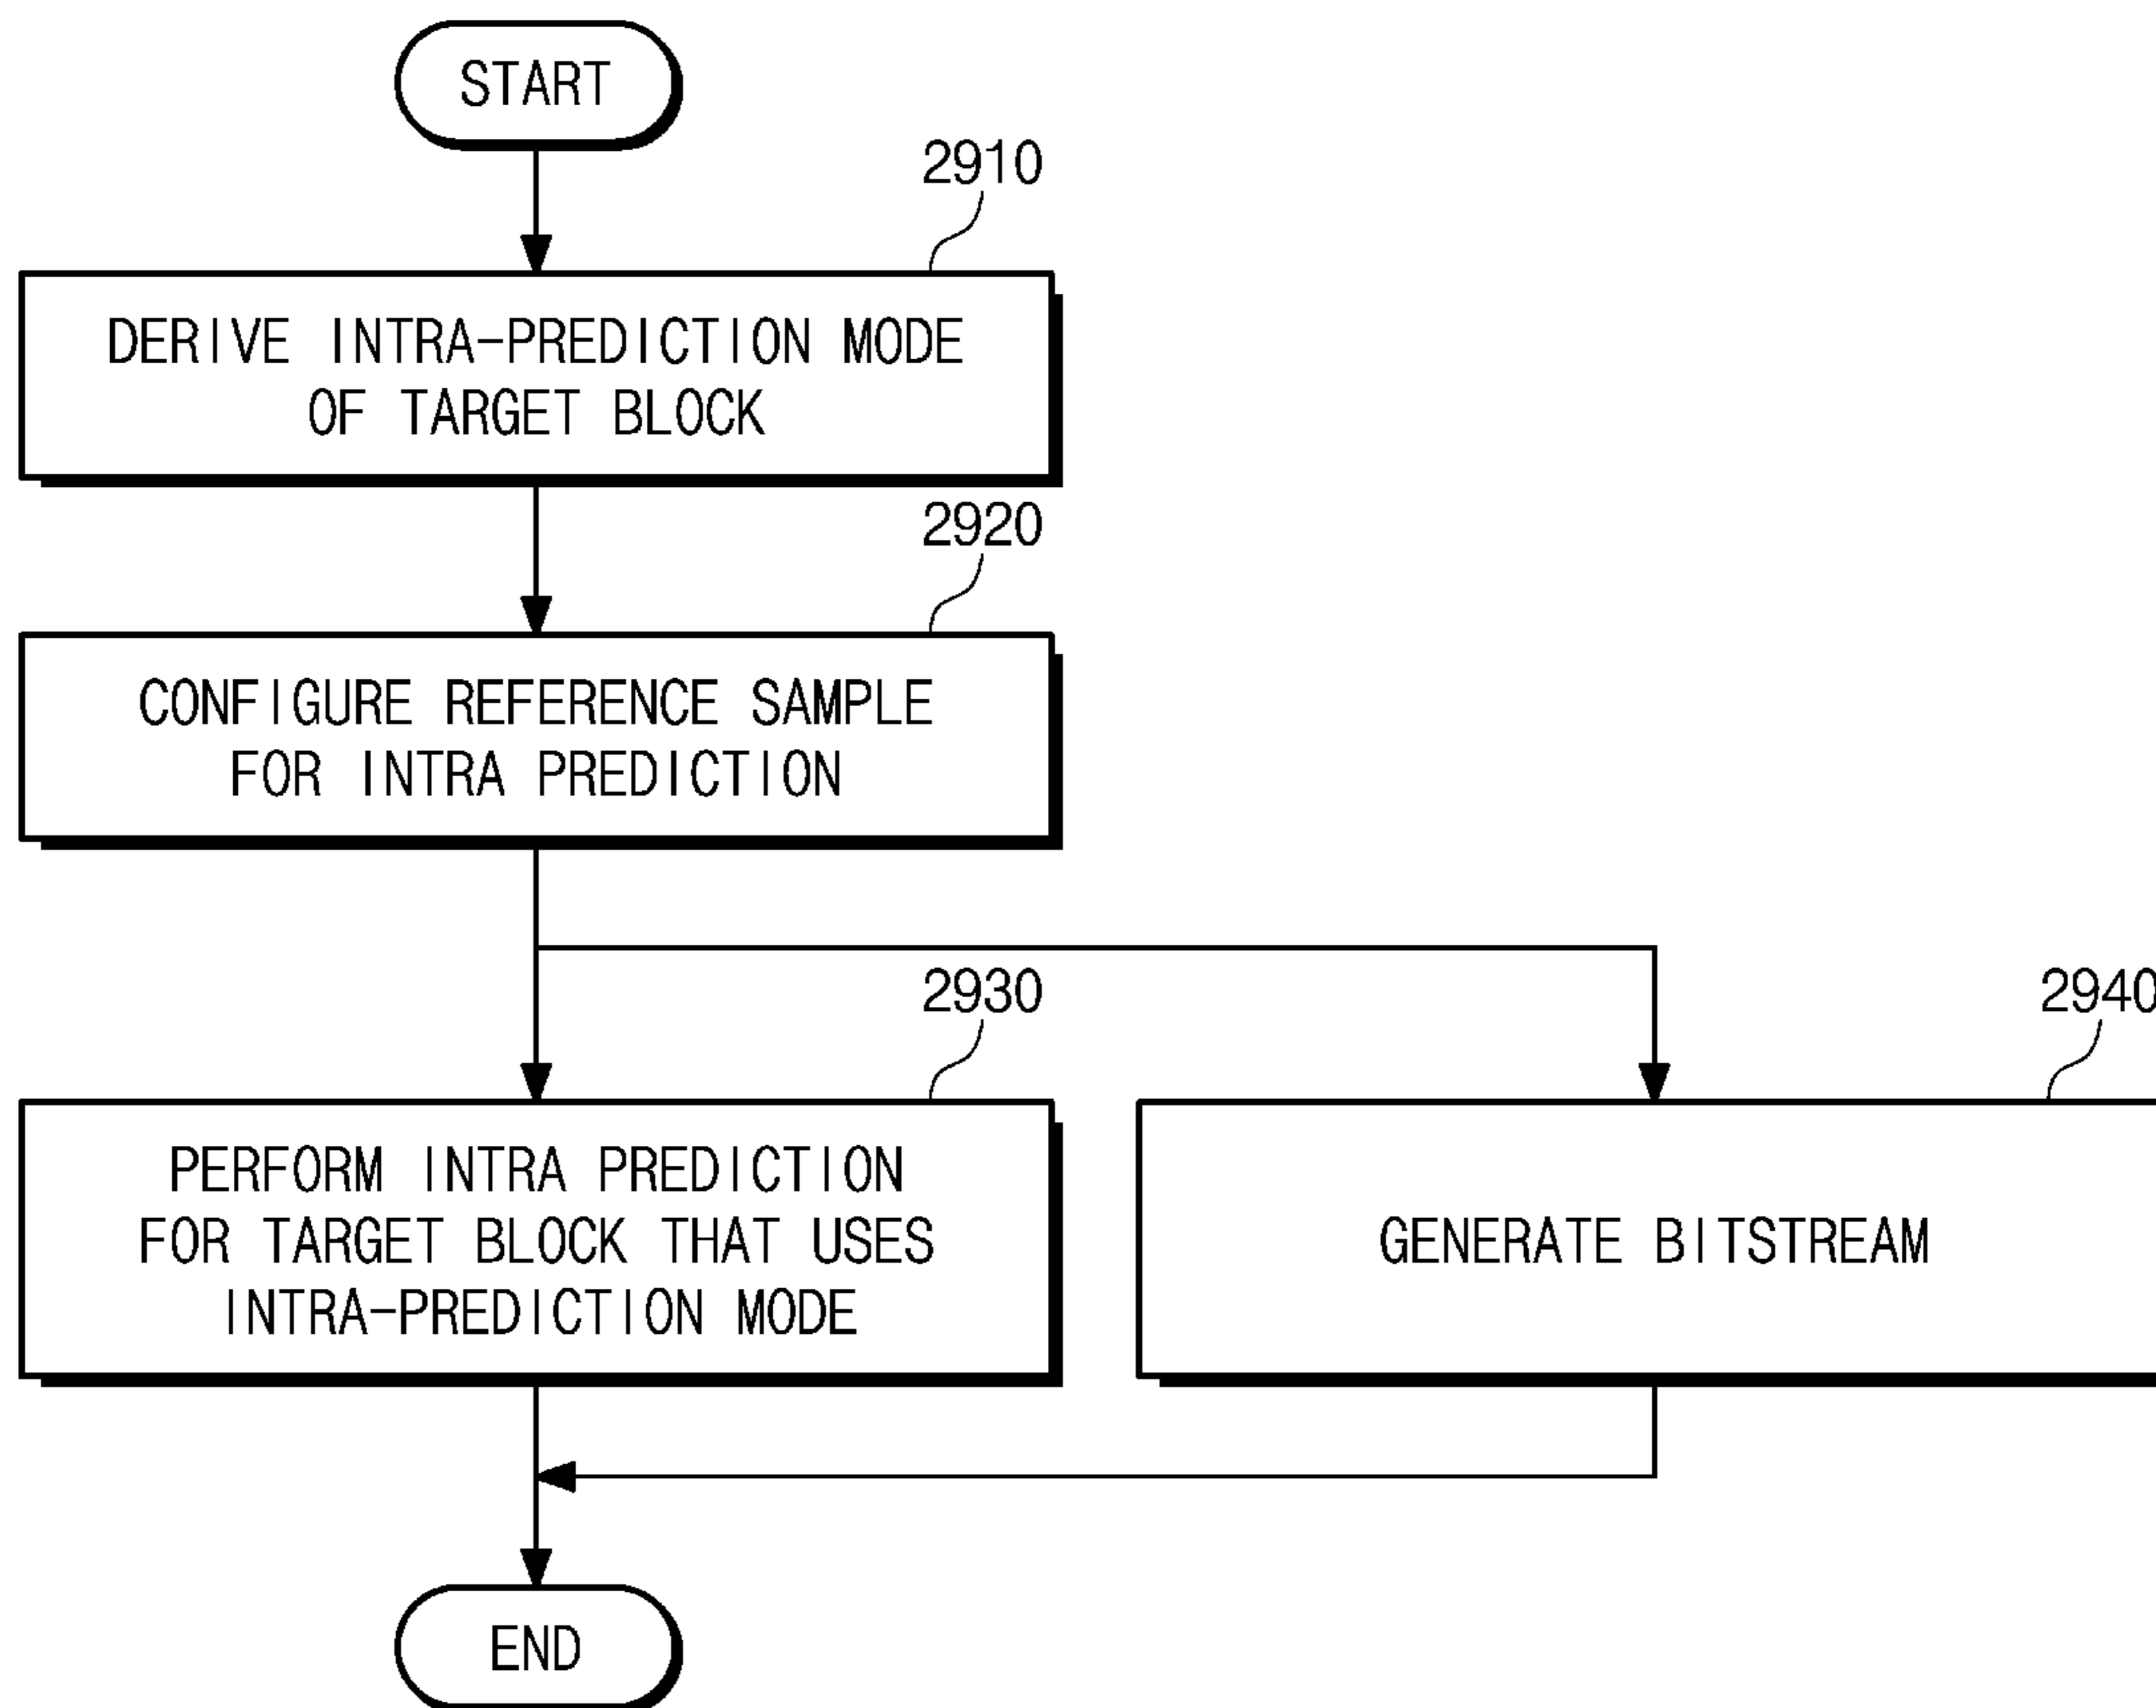 START
2910
DERIVE INTRA-PREDICTION MODE
OF TARGET BLOCK
2920
CONFIGURE REFERENCE SAMPLE
FOR INTRA PREDICTION
2930
2940
PERFORM INTRA PREDICTION
FOR TARGET BLOCK THAT USES
INTRA-PREDICTION MODE
GENERATE BITSTREAM
END